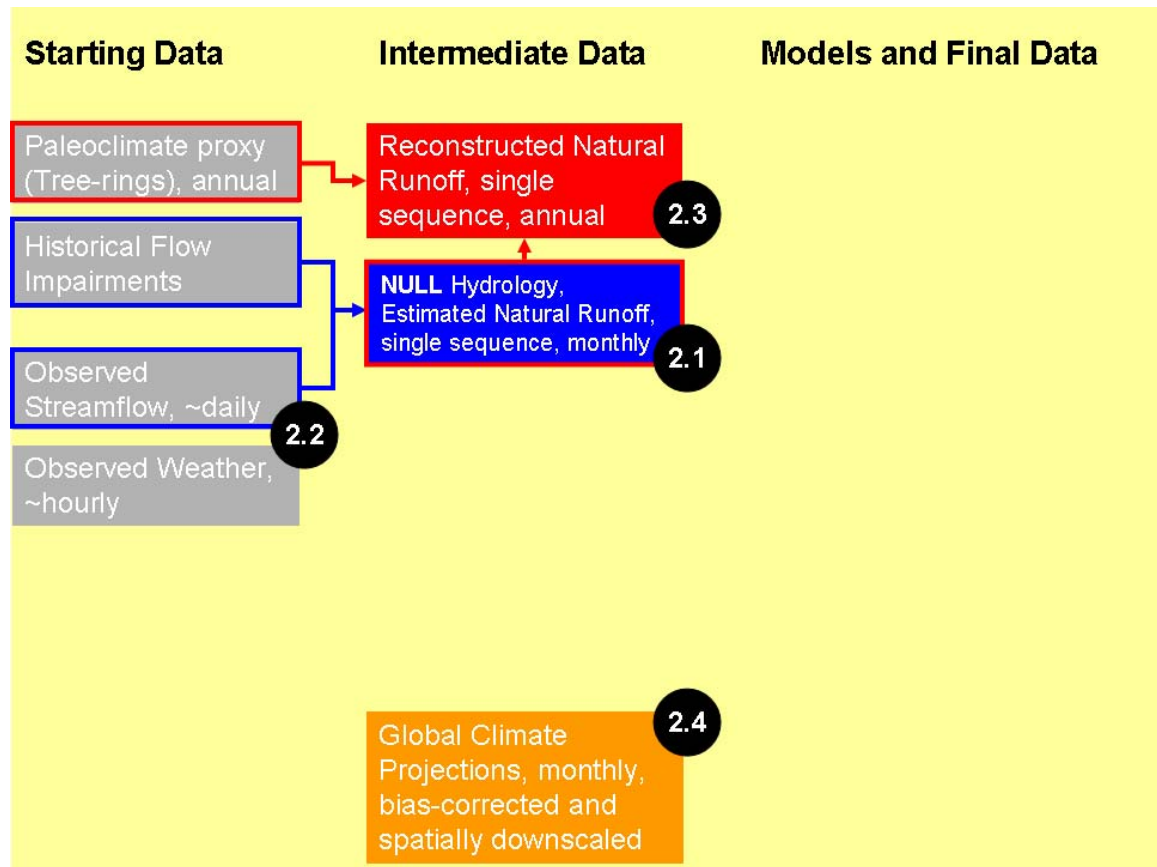 Starting Data
Intermediate Data
Models and Final Data
Paleoclimate proxy
(Tree-rings), annual
Reconstructed Natural
Runoff, single
sequence, annual
2.3
Historical Flow
Impairments
NULL Hydrology,
Estimated Natural Runoff,
single sequence, monthly
2.1
Observed
Streamflow, ~daily
2.2
Observed Weather,
~hourly
2.4
Global Climate
Projections, monthly,
bias-corrected and
spatially downscaled